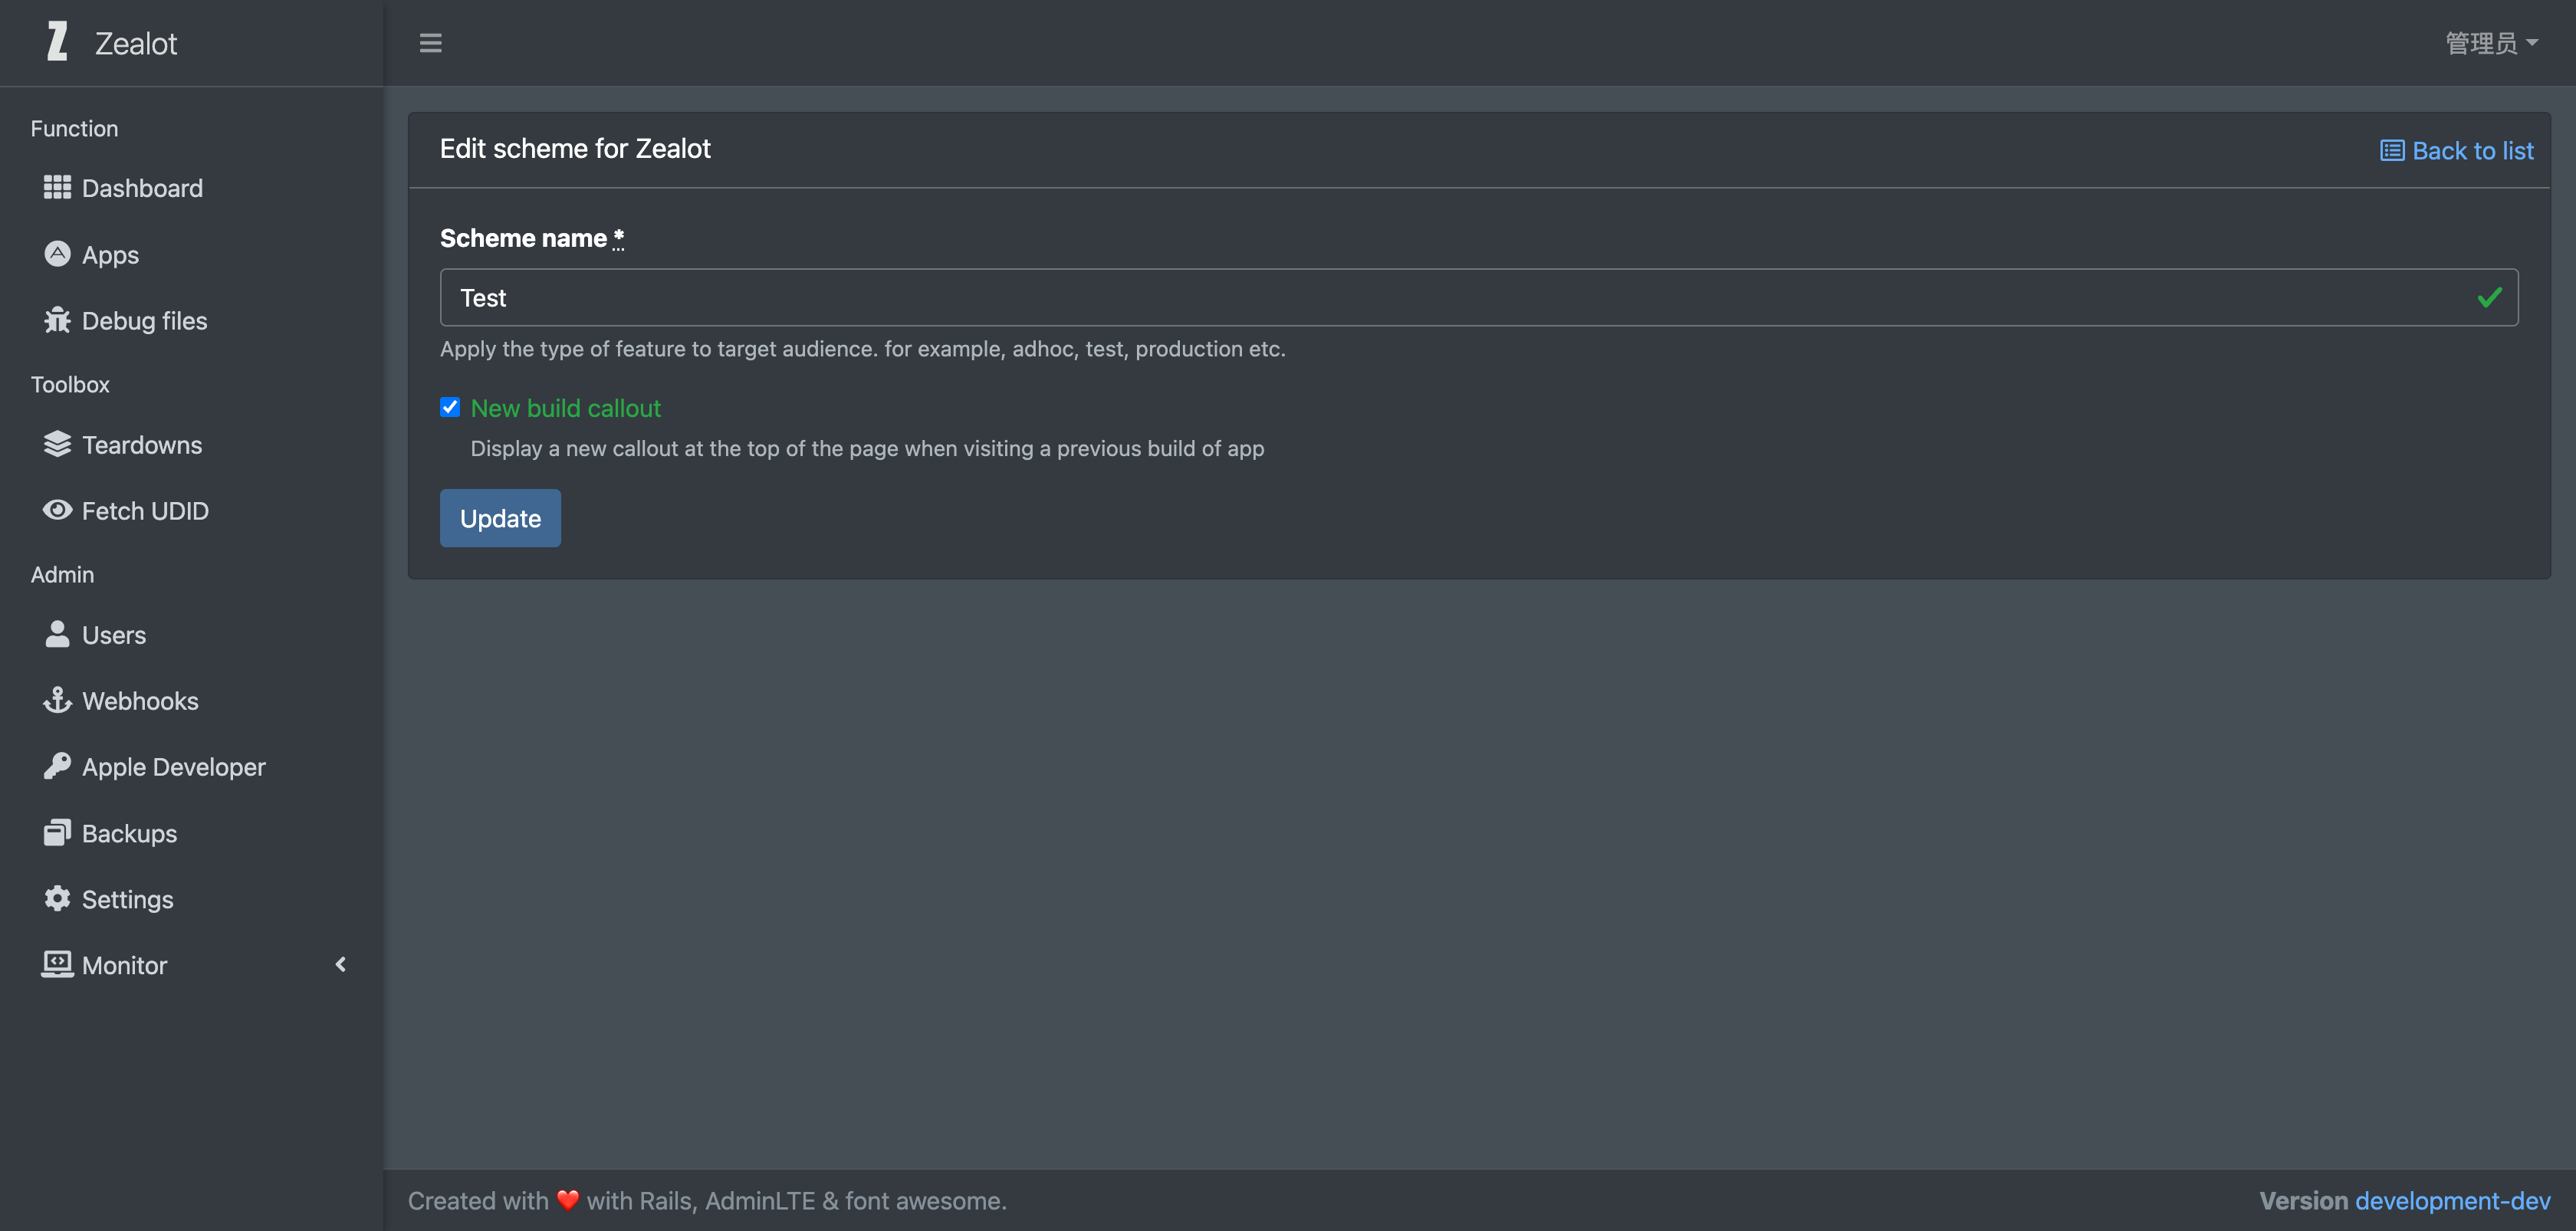 Zealot
管理员
Function
Dashboard
Apps
Debug files
Toolbox
Teardowns
Fetch UDID
Admin
Users
Webhooks
Apple Developer
Backups
Settings
Monitor
Edit scheme for Zealot
Back to list
Scheme name *
Test
Apply the type of feature to target audience. for example, adhoc, test, production etc.
New build callout
Display a new callout at the top of the page when visiting a previous build of app
Update
Created with ❤️ with Rails, AdminLTE & font awesome.
Version development-dev